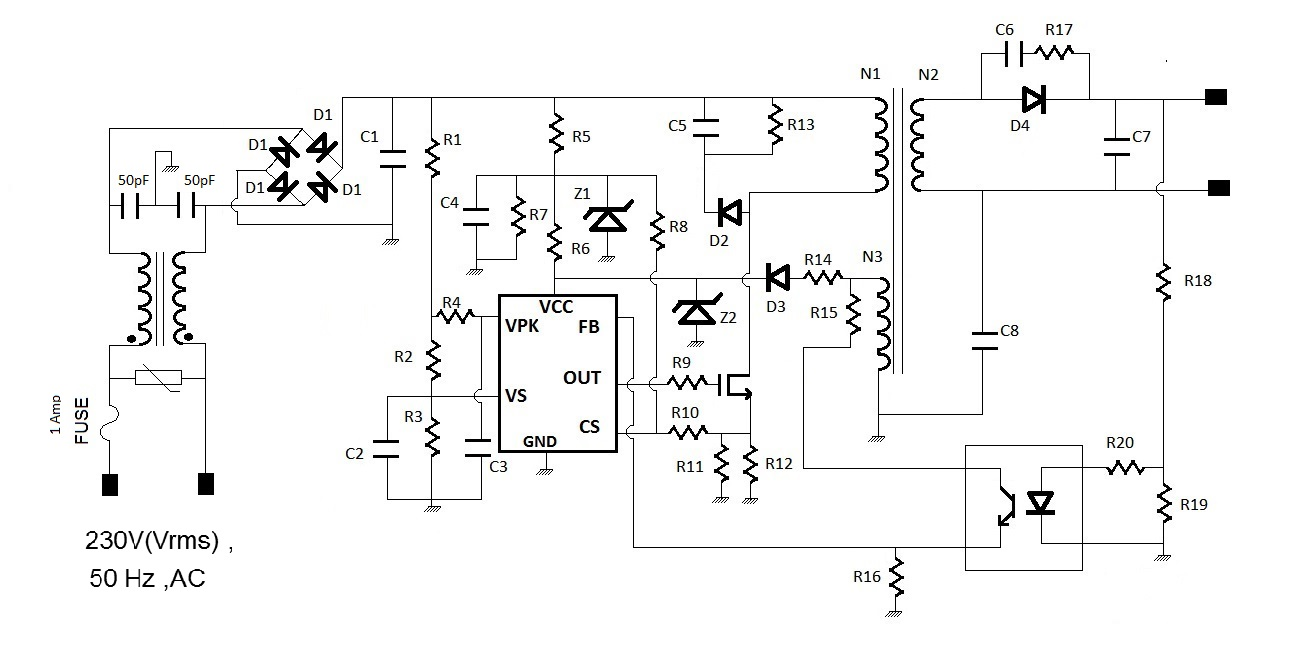 C6
R17
N1
N2
D4
C7
D1
D1
D1
D1
50pF
50pF
C1
R1
R5
C5
R13
C4
R7
Z1
R6
R8
D2
N3
R14
D3
R15
Z2
R18
C8
R4
VCC
VPK
FB
R2
OUT
R9
VS
R3
CS
R10
GND
C2
C3
R11
R12
1 Amp
FUSE
R20
R19
R16
230V(Vrms) ,
50 Hz ,AC